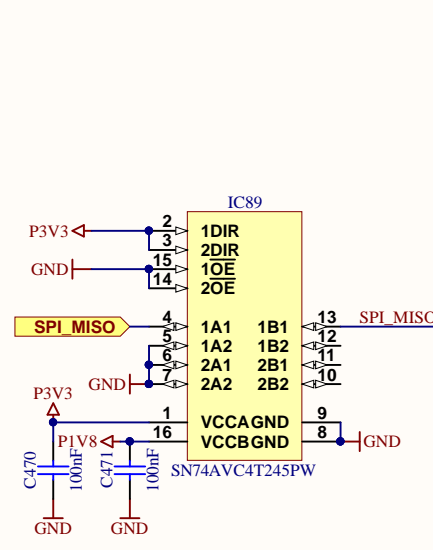 IC89
P3V3
2
1DIR
3
2DIR
GND
15
1OE
14
2OE
SPI_MISO
4
1A1
1B1
13
SPI_MISO
5
1A2
1B2
12
6
2A1
2B1
11
GND
7
2A2
2B2
10
P3V3
1
VCCA
GND
9
P1V8
16
VCCB
GND
8
GND
C470
100nF
C471
100nF
SN74AVC4T245PW
GND
GND